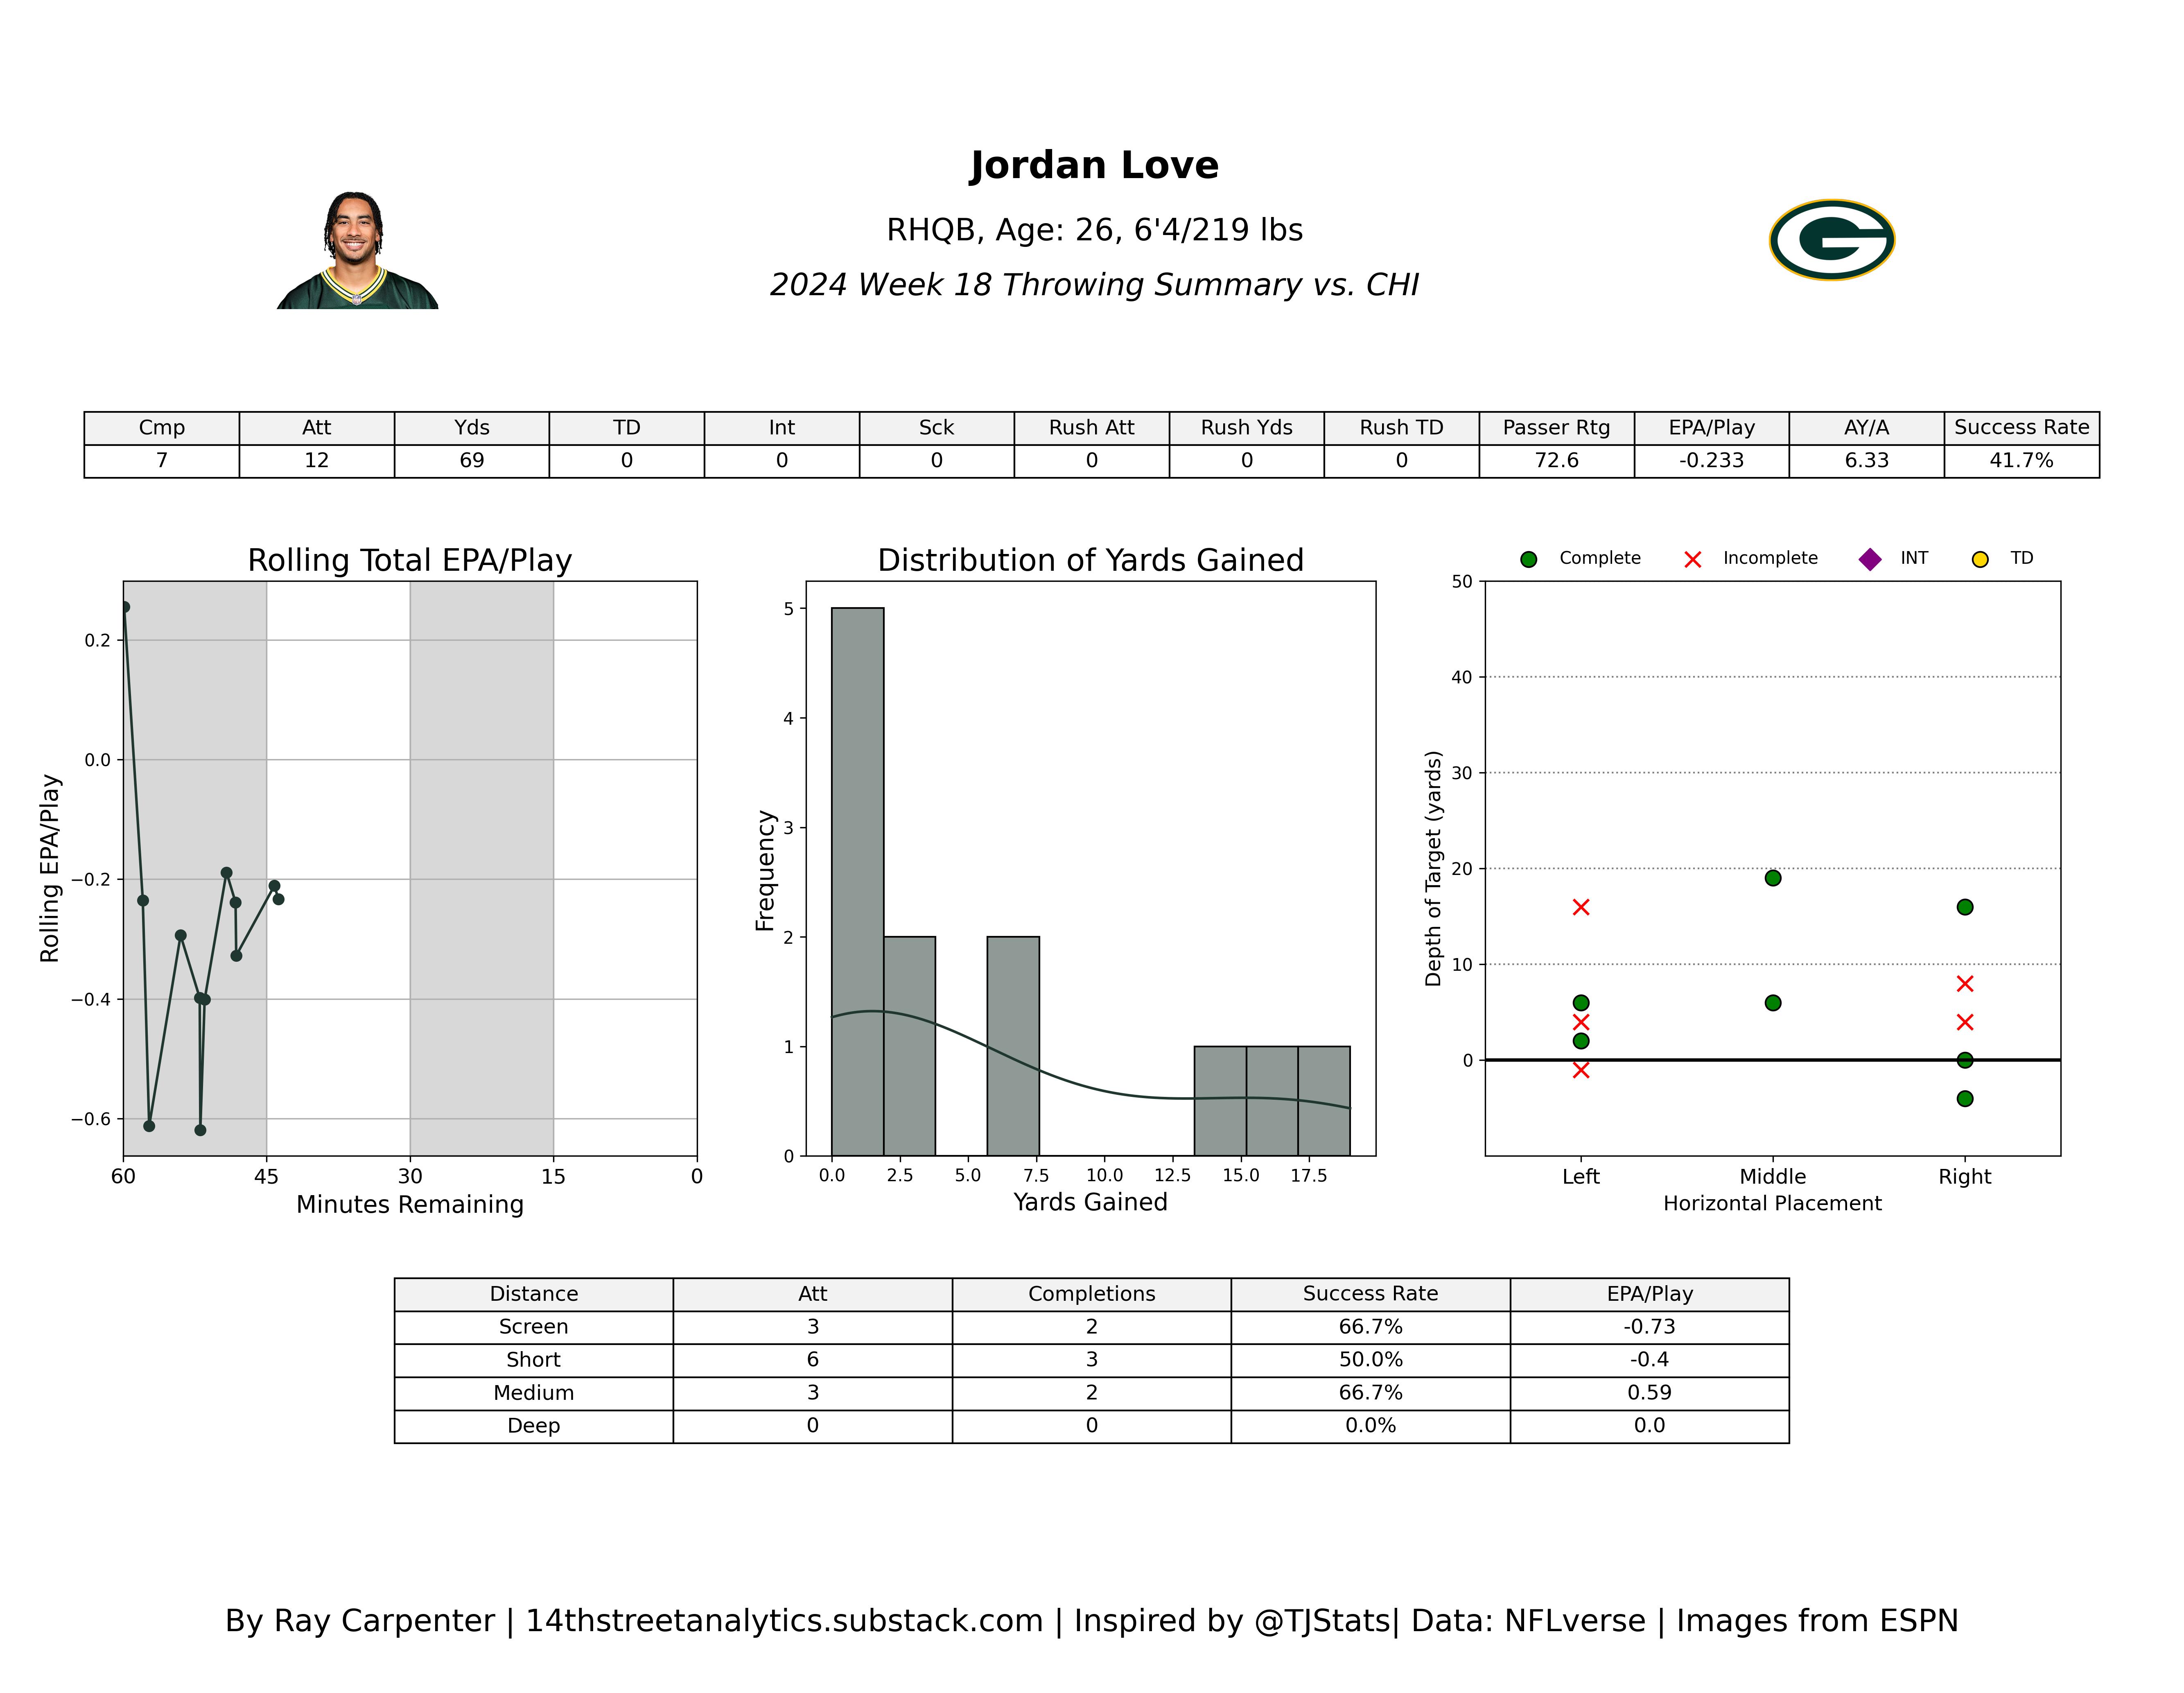 Jordan Love
RHQB, Age: 26, 6'4/219 lbs
2024 Week 18 Throwing Summary vs. CHI
Cmp Att Yds TD Int Sck Rush Att Rush Yds Rush TD Passer Rtg EPA/Play AY/A Success Rate
7 12 69 0 0 0 0 0 0 72.6 -0.233 6.33 41.7%
Rolling Total EPA/Play
0.2
0.0
−0.2
−0.4
−0.6
Rolling EPA/Play
60 45 30 15 0
Minutes Remaining
Distribution of Yards Gained
5
4
3
2
1
0
Frequency
0.0 2.5 5.0 7.5 10.0 12.5 15.0 17.5
Yards Gained
Complete Incomplete INT TD
50
40
30
20
10
0
Depth of Target (yards)
Left Middle Right
Horizontal Placement
Distance Att Completions Success Rate EPA/Play
Screen 3 2 66.7% -0.73
Short 6 3 50.0% -0.4
Medium 3 2 66.7% 0.59
Deep 0 0 0.0% 0.0
By Ray Carpenter | 14thstreetanalytics.substack.com | Inspired by @TJStats| Data: NFLverse | Images from ESPN